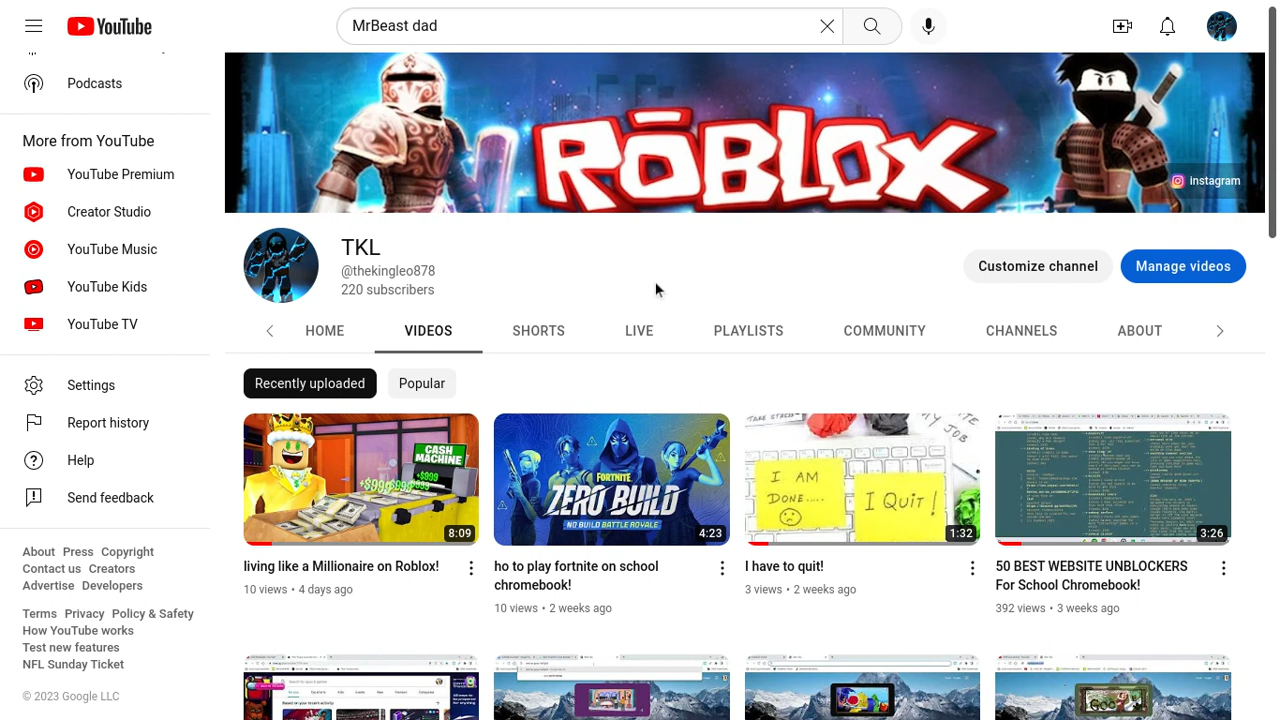 YouTube
MrBeast dad
Podcasts
More from YouTube
YouTube Premium
Creator Studio
YouTube Music
YouTube Kids
YouTube TV
Settings
Report history
Help
Send feedback
About Press Copyright
Contact us Creators
Advertise Developers
Terms Privacy Policy & Safety
How YouTube works
Test new features
NFL Sunday Ticket
© 2023 Google LLC
RŌBLOX
instagram
TKL
@thekingleo878
220 subscribers
Customize channel
Manage videos
HOME VIDEOS SHORTS LIVE PLAYLISTS COMMUNITY CHANNELS ABOUT
Recently uploaded Popular
CASH
MACHINE
8:09
living like a Millionaire on Roblox!
10 views • 4 days ago
FORTNITE
ZERO BUILD
NO BUILD BATTLE ROYALE
4:23
ho to play fortnite on school
chromebook!
10 views • 2 weeks ago
I AM
DONE....
I QUIT!
JOB
1:32
I have to quit!
3 views • 2 weeks ago
3:26
50 BEST WEBSITE UNBLOCKERS
For School Chromebook!
392 views • 3 weeks ago